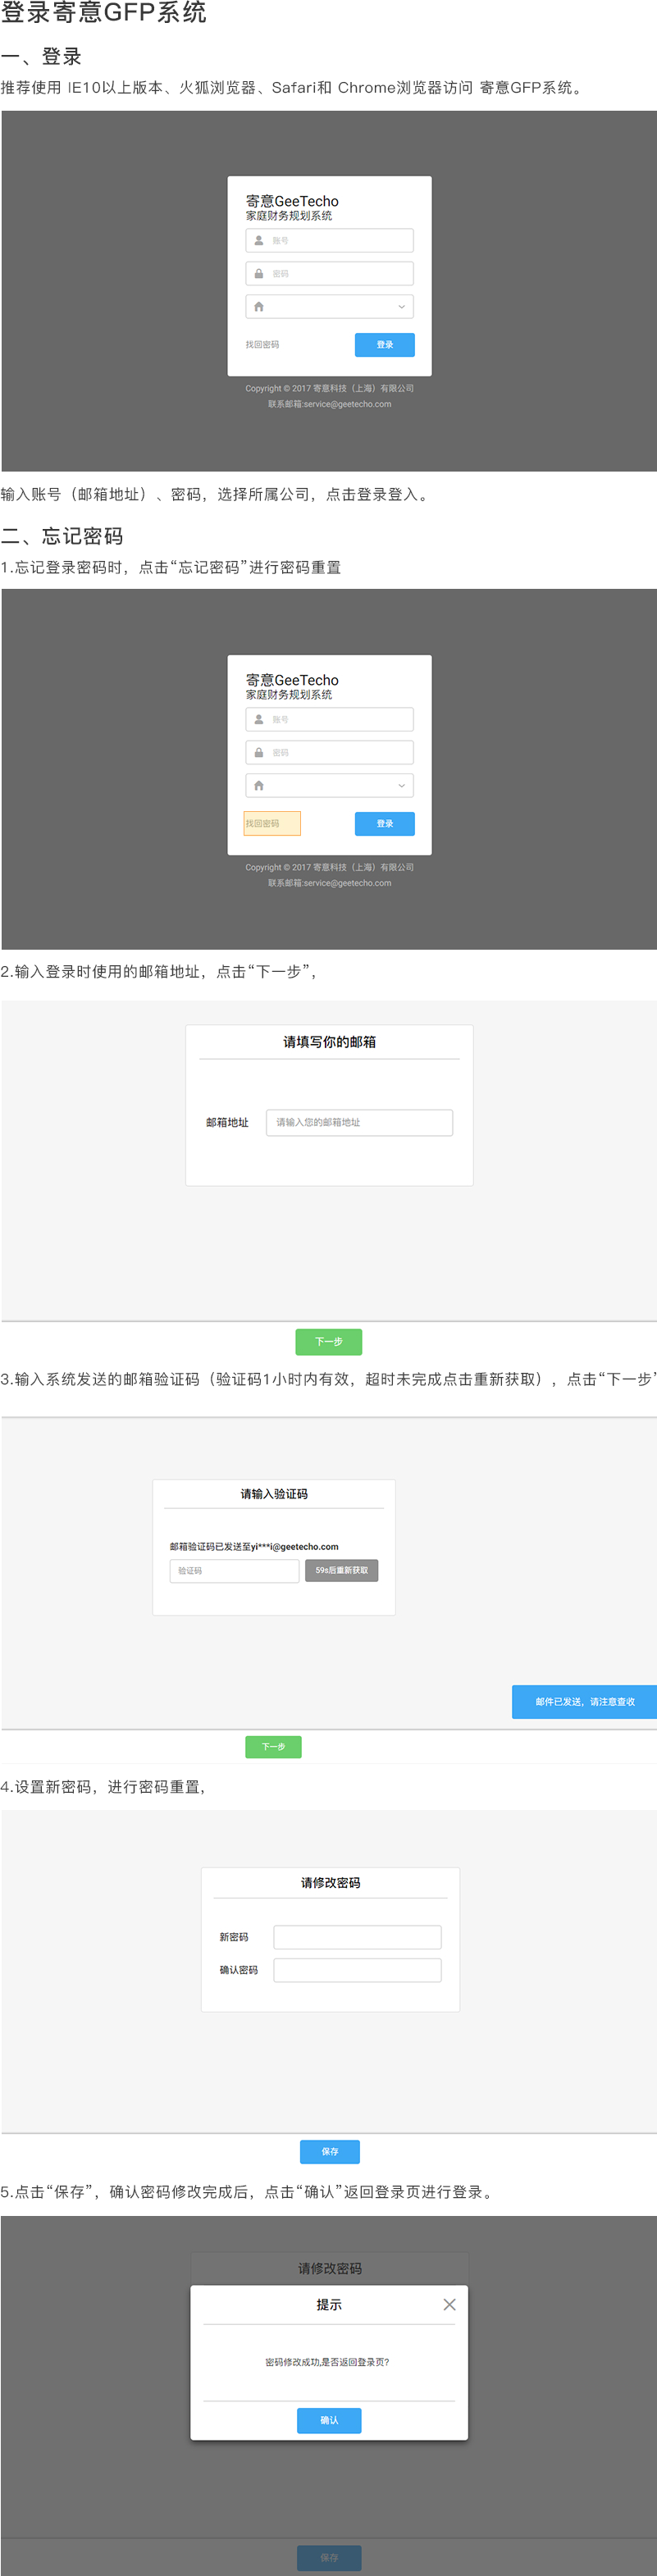 登录寄意GFP系统
一、登录
推荐使用 IE10以上版本、火狐浏览器、Safari和 Chrome浏览器访问 寄意GFP系统。
寄意GeeTecho
家庭财务规划系统
账号
密码
找回密码 登录
Copyright © 2017 寄意科技（上海）有限公司
联系邮箱:service@geetecho.com
输入账号（邮箱地址）、密码，选择所属公司，点击登录登入。
二、忘记密码
1.忘记登录密码时，点击“忘记密码”进行密码重置
寄意GeeTecho
家庭财务规划系统
账号
密码
找回密码 登录
Copyright © 2017 寄意科技（上海）有限公司
联系邮箱:service@geetecho.com
2.输入登录时使用的邮箱地址，点击“下一步”，
请填写你的邮箱
邮箱地址 请输入您的邮箱地址
下一步
3.输入系统发送的邮箱验证码（验证码1小时内有效，超时未完成点击重新获取），点击“下一步”
请输入验证码
邮箱验证码已发送至yi***i@geetecho.com
验证码 59s后重新获取
邮件已发送，请注意查收
下一步
4.设置新密码，进行密码重置，
请修改密码
新密码
确认密码
保存
5.点击“保存”，确认密码修改完成后，点击“确认”返回登录页进行登录。
请修改密码
提示
密码修改成功,是否返回登录页?
确认
保存